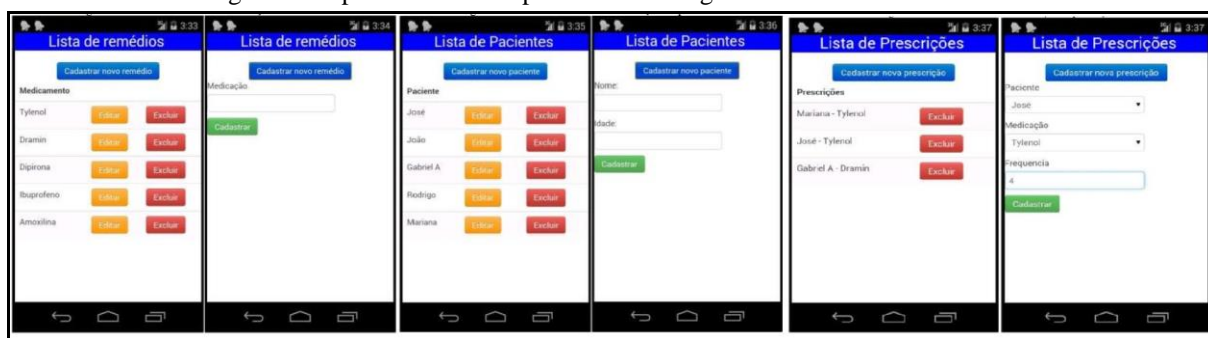 3:33
Lista de remédios
Cadastrar novo remédio
Medicamento
Tylenol Editar Excluir
Dramin Editar Excluir
Dipirona Editar Excluir
Ibuprofeno Editar Excluir
Amoxilina Editar Excluir
3:34
Lista de remédios
Cadastrar novo remédio
Medicação
Cadastrar
3:35
Lista de Pacientes
Cadastrar novo paciente
Paciente
José Editar Excluir
João Editar Excluir
Gabriel A Editar Excluir
Rodrigo Editar Excluir
Mariana Editar Excluir
3:36
Lista de Pacientes
Cadastrar novo paciente
Nome:
Idade:
Cadastrar
3:37
Lista de Prescrições
Cadastrar nova prescrição
Prescrições
Mariana - Tylenol Excluir
José - Tylenol Excluir
Gabriel A - Dramin Excluir
3:37
Lista de Prescrições
Cadastrar nova prescrição
Paciente
José
Medicação
Tylenol
Frequencia
4
Cadastrar